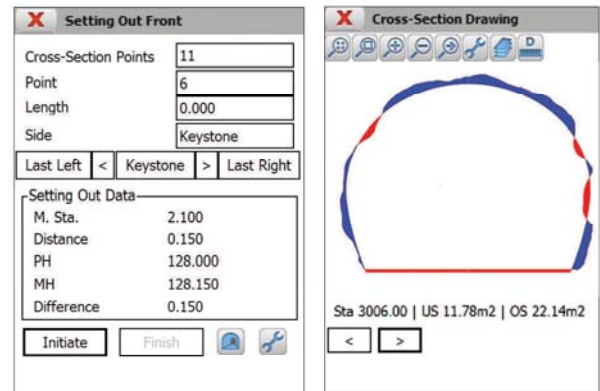 X Setting Out Front
Cross-Section Points 11
Point 6
Length 0.000
Side Keystone
Last Left < Keystone > Last Right
Setting Out Data
M. Sta. 2.100
Distance 0.150
PH 128.000
MH 128.150
Difference 0.150
Initiate Finish
X Cross-Section Drawing
D
Sta 3006.00 | US 11.78m2 | OS 22.14m2
< >